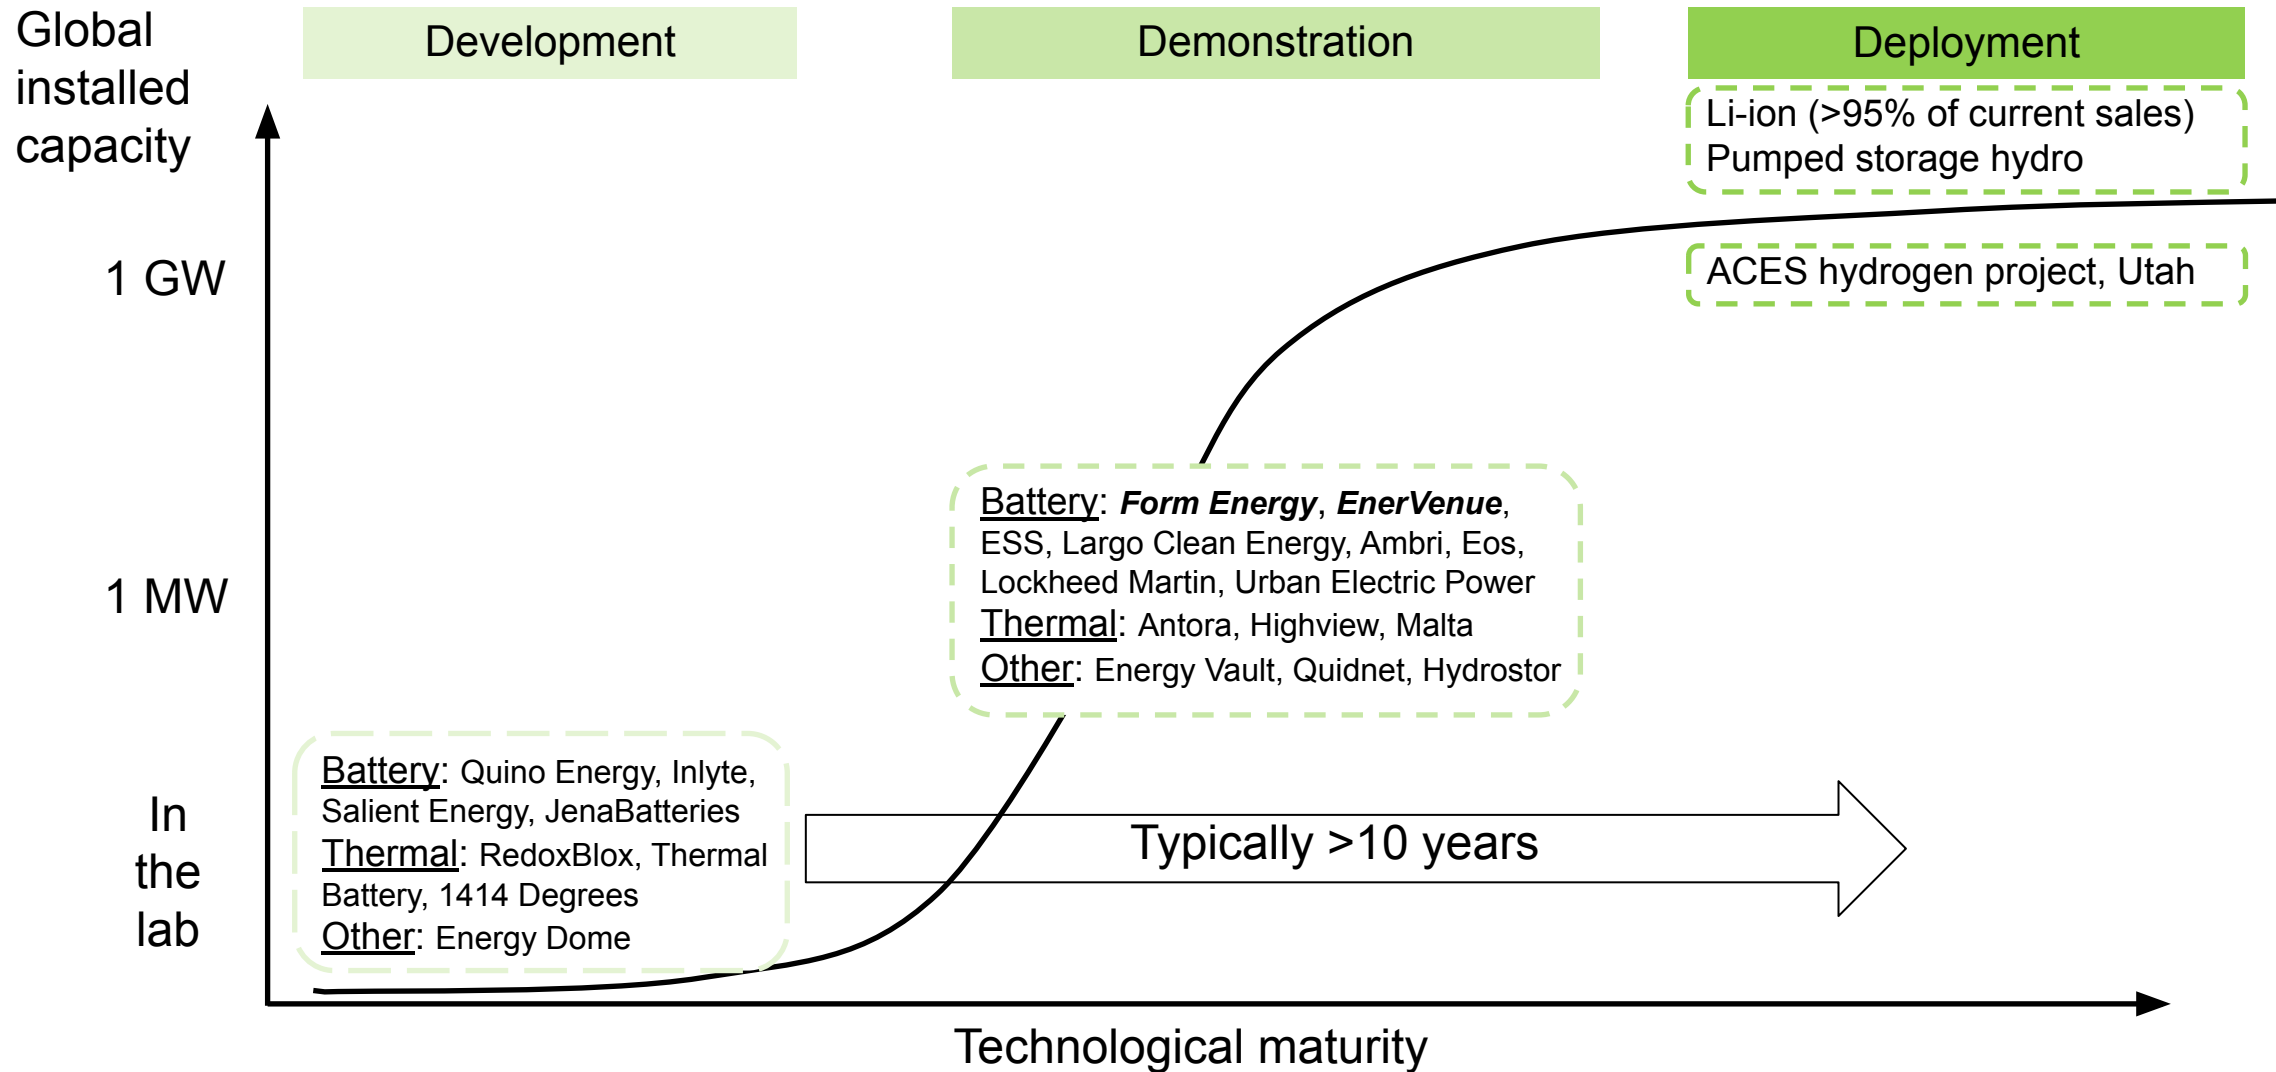 Global
installed
capacity
Development
Demonstration
Deployment
Li-ion (>95% of current sales)
Pumped storage hydro
1 GW
ACES hydrogen project, Utah
1 MW
Battery: Form Energy, EnerVenue,
ESS, Largo Clean Energy, Ambri, Eos,
Lockheed Martin, Urban Electric Power
Thermal: Antora, Highview, Malta
Other: Energy Vault, Quidnet, Hydrostor
In
the
lab
Battery: Quino Energy, Inlyte,
Salient Energy, JenaBatteries
Thermal: RedoxBlox, Thermal
Battery, 1414 Degrees
Other: Energy Dome
Typically >10 years
Technological maturity